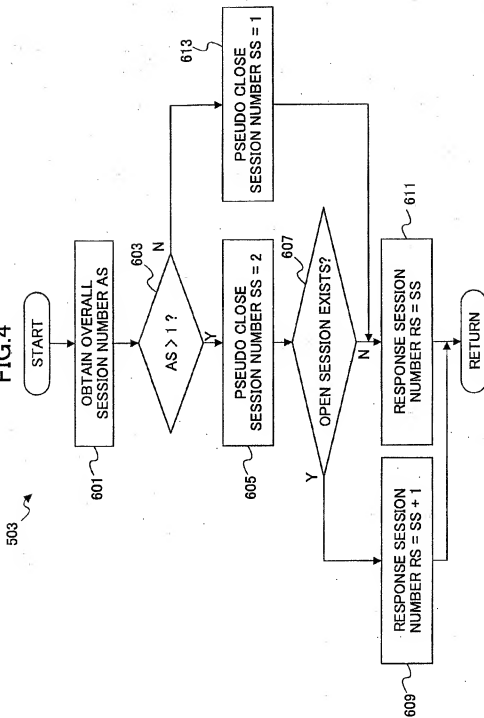 FIG.4
503
START
601
OBTAIN OVERALL
SESSION NUMBER AS
603
AS > 1 ?
N
Y
605
PSEUDO CLOSE
SESSION NUMBER SS = 2
613
PSEUDO CLOSE
SESSION NUMBER SS = 1
607
OPEN SESSION EXISTS?
Y
N
609
RESPONSE SESSION
NUMBER RS = SS + 1
611
RESPONSE SESSION
NUMBER RS = SS
RETURN